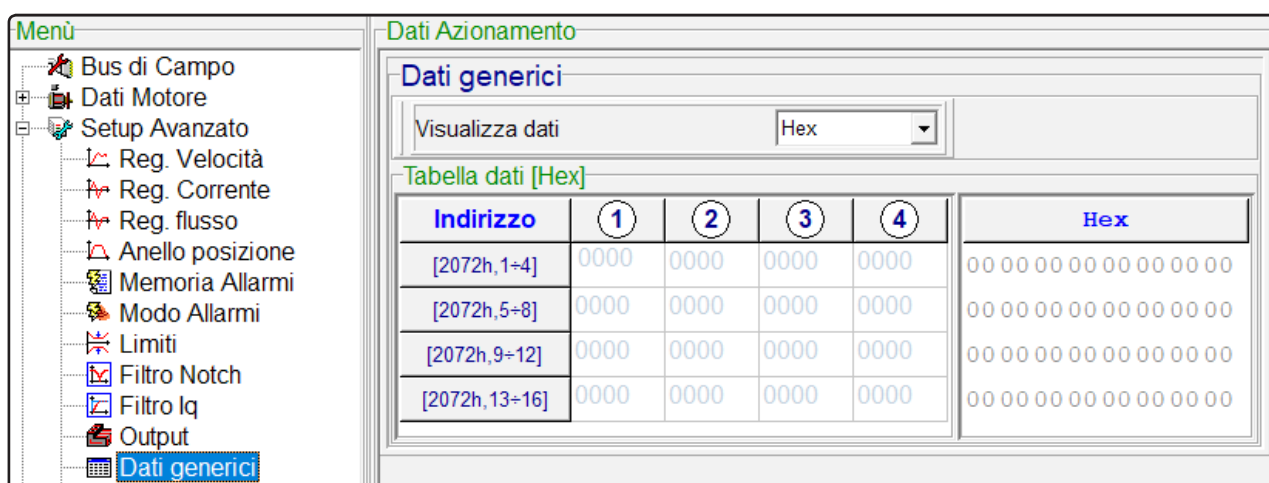 Menù
Bus di Campo
Dati Motore
Setup Avanzato
Reg. Velocità
Reg. Corrente
Reg. flusso
Anello posizione
Memoria Allarmi
Modo Allarmi
Limiti
Filtro Notch
Filtro Iq
Output
Dati generici
Dati Azionamento
Dati generici
Visualizza dati Hex
Tabella dati [Hex]
Indirizzo 1 2 3 4 Hex
[2072h,1÷4] 0000 0000 0000 0000 00 00 00 00 00 00 00 00
[2072h,5÷8] 0000 0000 0000 0000 00 00 00 00 00 00 00 00
[2072h,9÷12] 0000 0000 0000 0000 00 00 00 00 00 00 00 00
[2072h,13÷16] 0000 0000 0000 0000 00 00 00 00 00 00 00 00